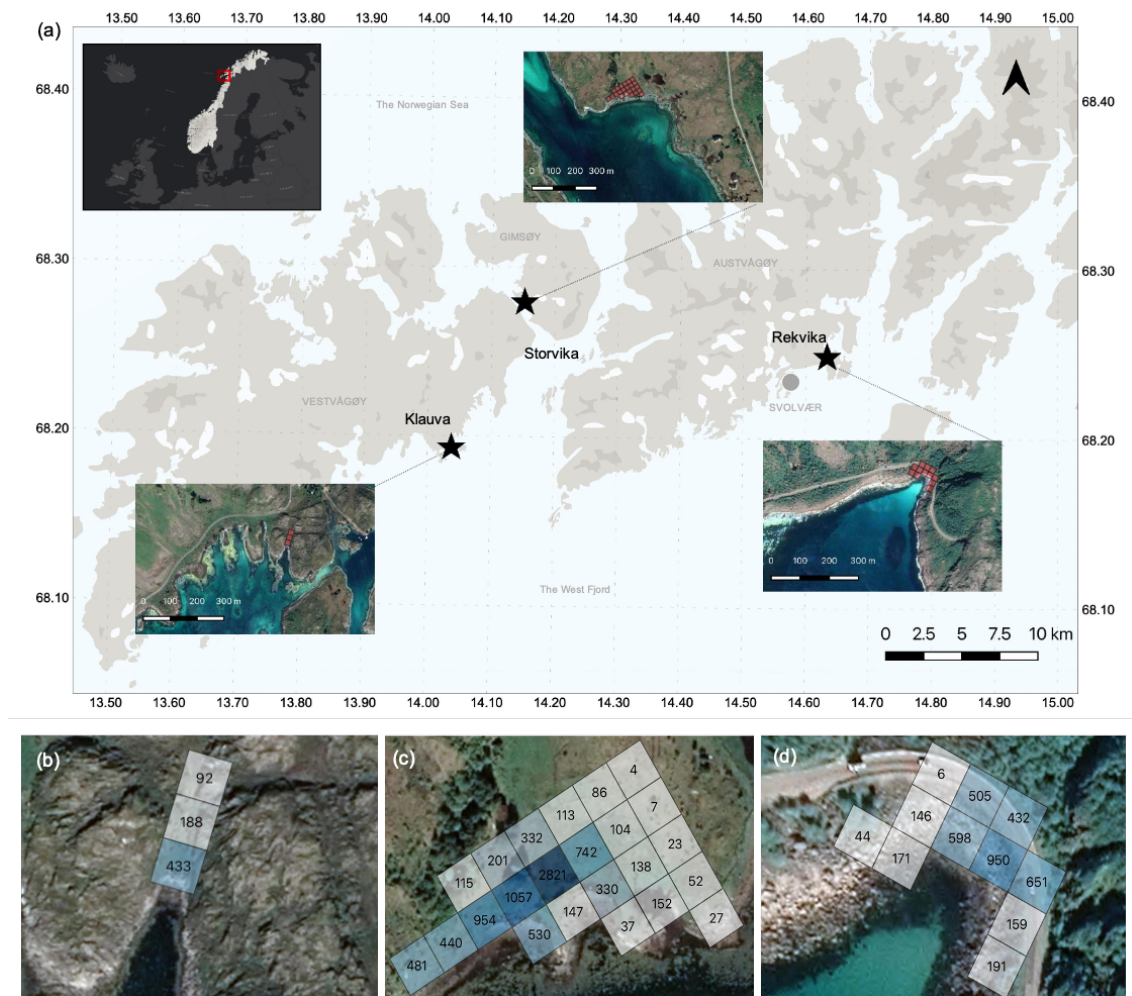 (a)
13.50 13.60 13.70 13.80 13.90 14.00 14.10 14.20 14.30 14.40 14.50 14.60 14.70 14.80 14.90 15.00
68.40
68.40
The Norwegian Sea
0 100 200 300 m
GIMSØY
AUSTVÅGØY
68.30
68.30
Storvika
Rekvika
VESTVÅGØY
SVOLVÆR
Klauva
68.20
68.20
0 100 200 300 m
0 100 200 300 m
The West Fjord
68.10
68.10
0 2.5 5 7.5 10 km
13.50 13.60 13.70 13.80 13.90 14.00 14.10 14.20 14.30 14.40 14.50 14.60 14.70 14.80 14.90 15.00
(b)
92
188
433
(c)
4
86 7
113 104 23
332 742 138 52
201 2821 330 152 27
115 1057 147 37
954 530
440
481
(d)
6 505 432
146 598 950 651
44 171 159
191